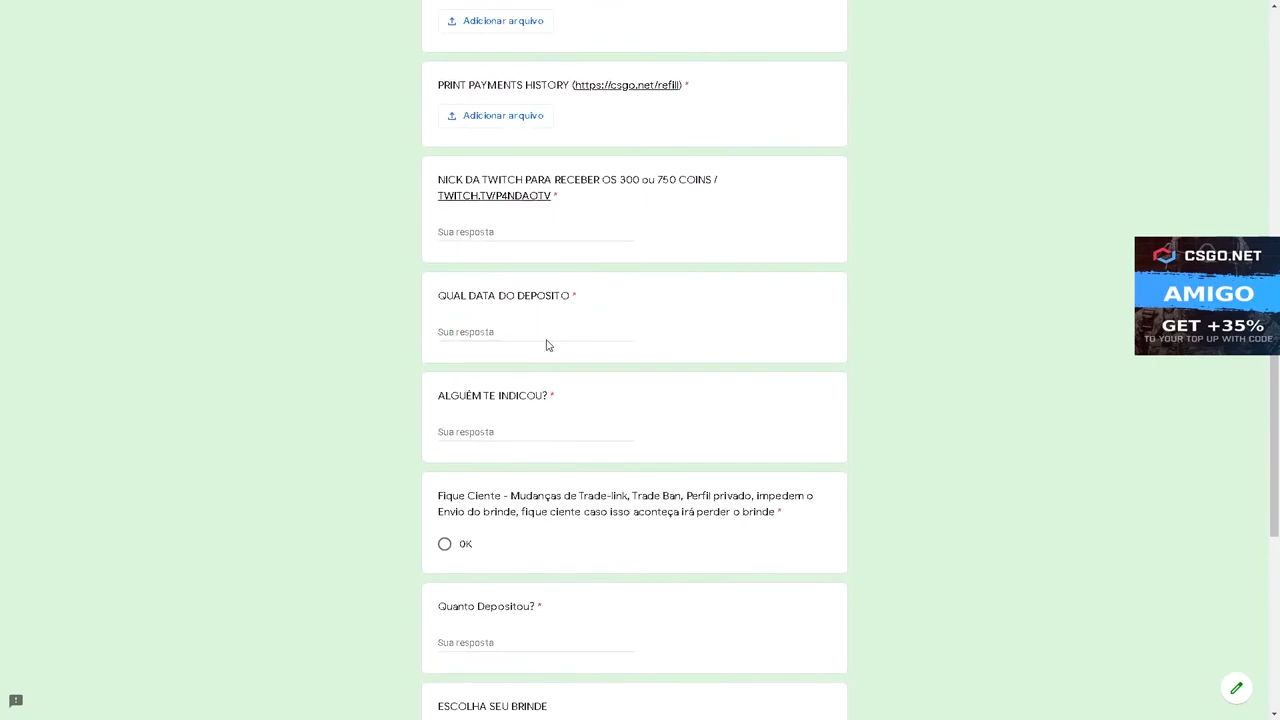 Adicionar arquivo
PRINT PAYMENTS HISTORY (https://csgo.net/refill) *
Adicionar arquivo
NICK DA TWITCH PARA RECEBER OS 300 ou 750 COINS /
TWITCH.TV/P4NDAOTV *
Sua resposta
QUAL DATA DO DEPOSITO *
Sua resposta
ALGUÉM TE INDICOU? *
Sua resposta
Fique Ciente - Mudanças de Trade-link, Trade Ban, Perfil privado, impedem o
Envio do brinde, fique ciente caso isso aconteça irá perder o brinde *
OK
Quanto Depositou? *
Sua resposta
ESCOLHA SEU BRINDE
CSGO.NET
AMIGO
GET +35%
TO YOUR TOP UP WITH CODE